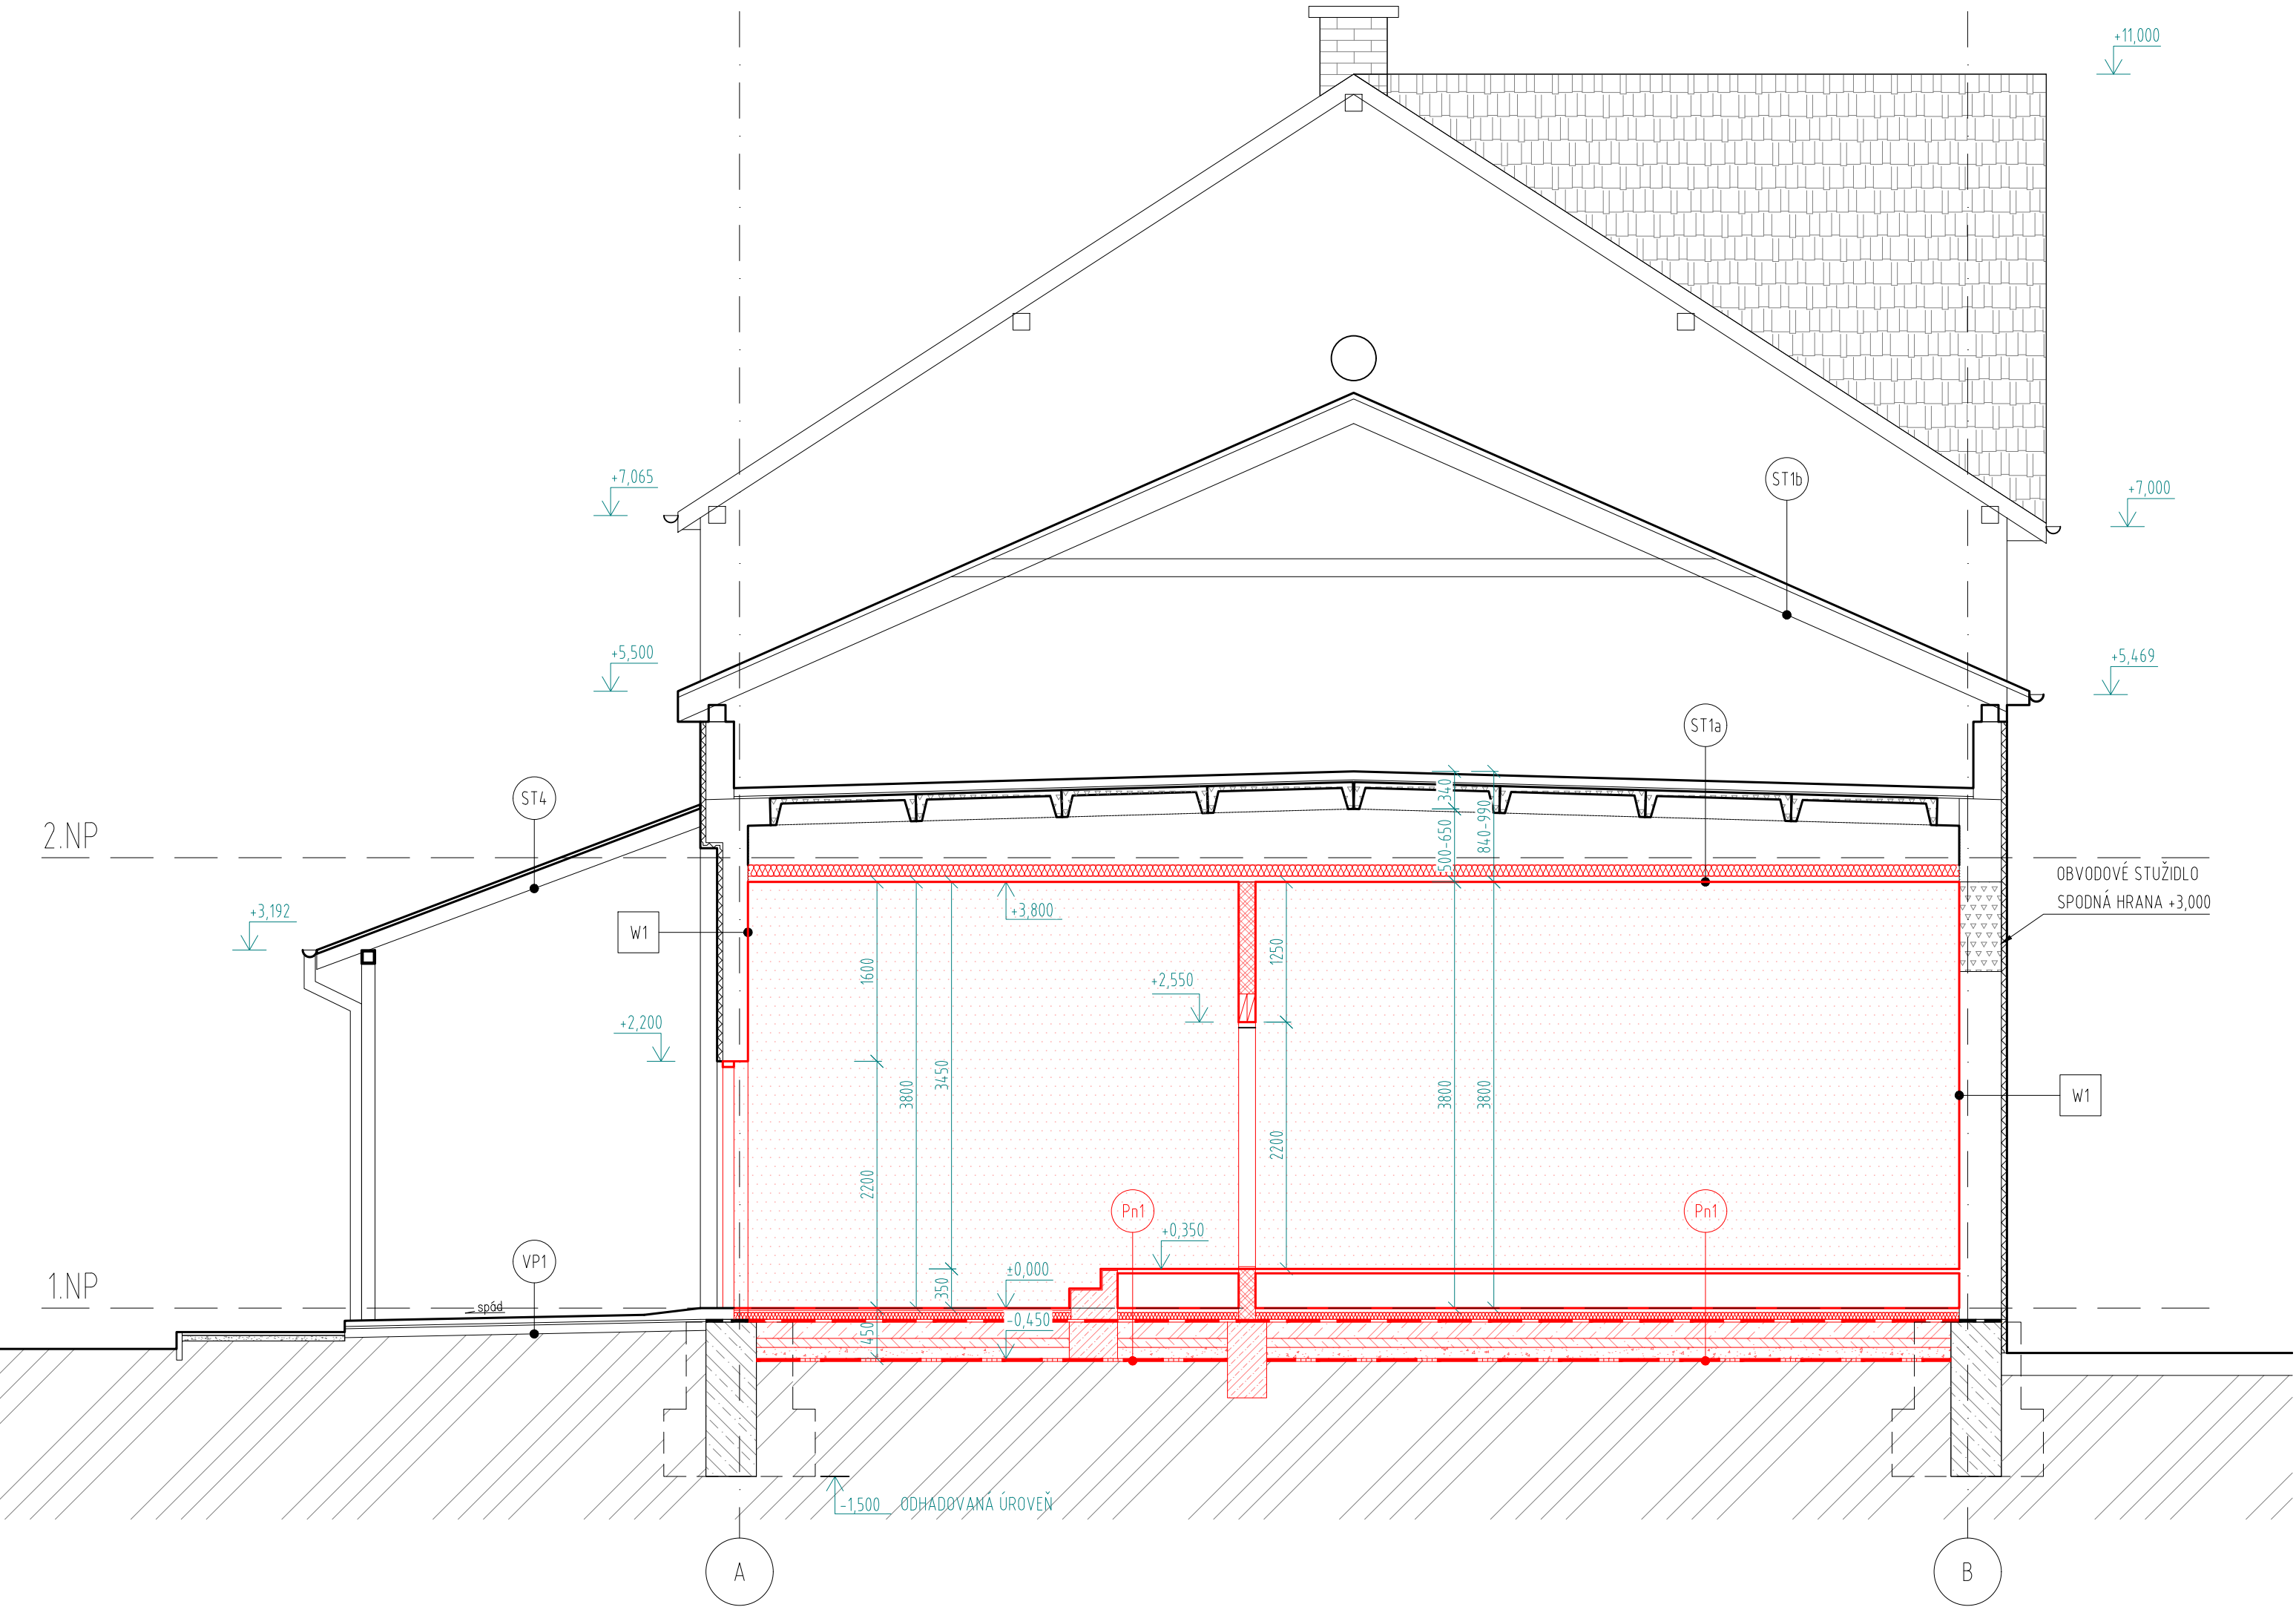 +11,000
+7,065
ST1b
+7,000
+5,500
+5,469
ST1a
340
ST4
500-650
840-990
2.NP
OBVODOVÉ STUŽIDLO
SPODNÁ HRANA +3,000
+3,192
+3,800
W1
1250
1600
+2,550
+2,200
3450
3800
3800
3800
W1
2200
2200
Pn1
Pn1
+0,350
VP1
±0,000
350
1.NP
spád
-0,450
450
-1,500 ODHADOVANÁ ÚROVEŇ
A
B